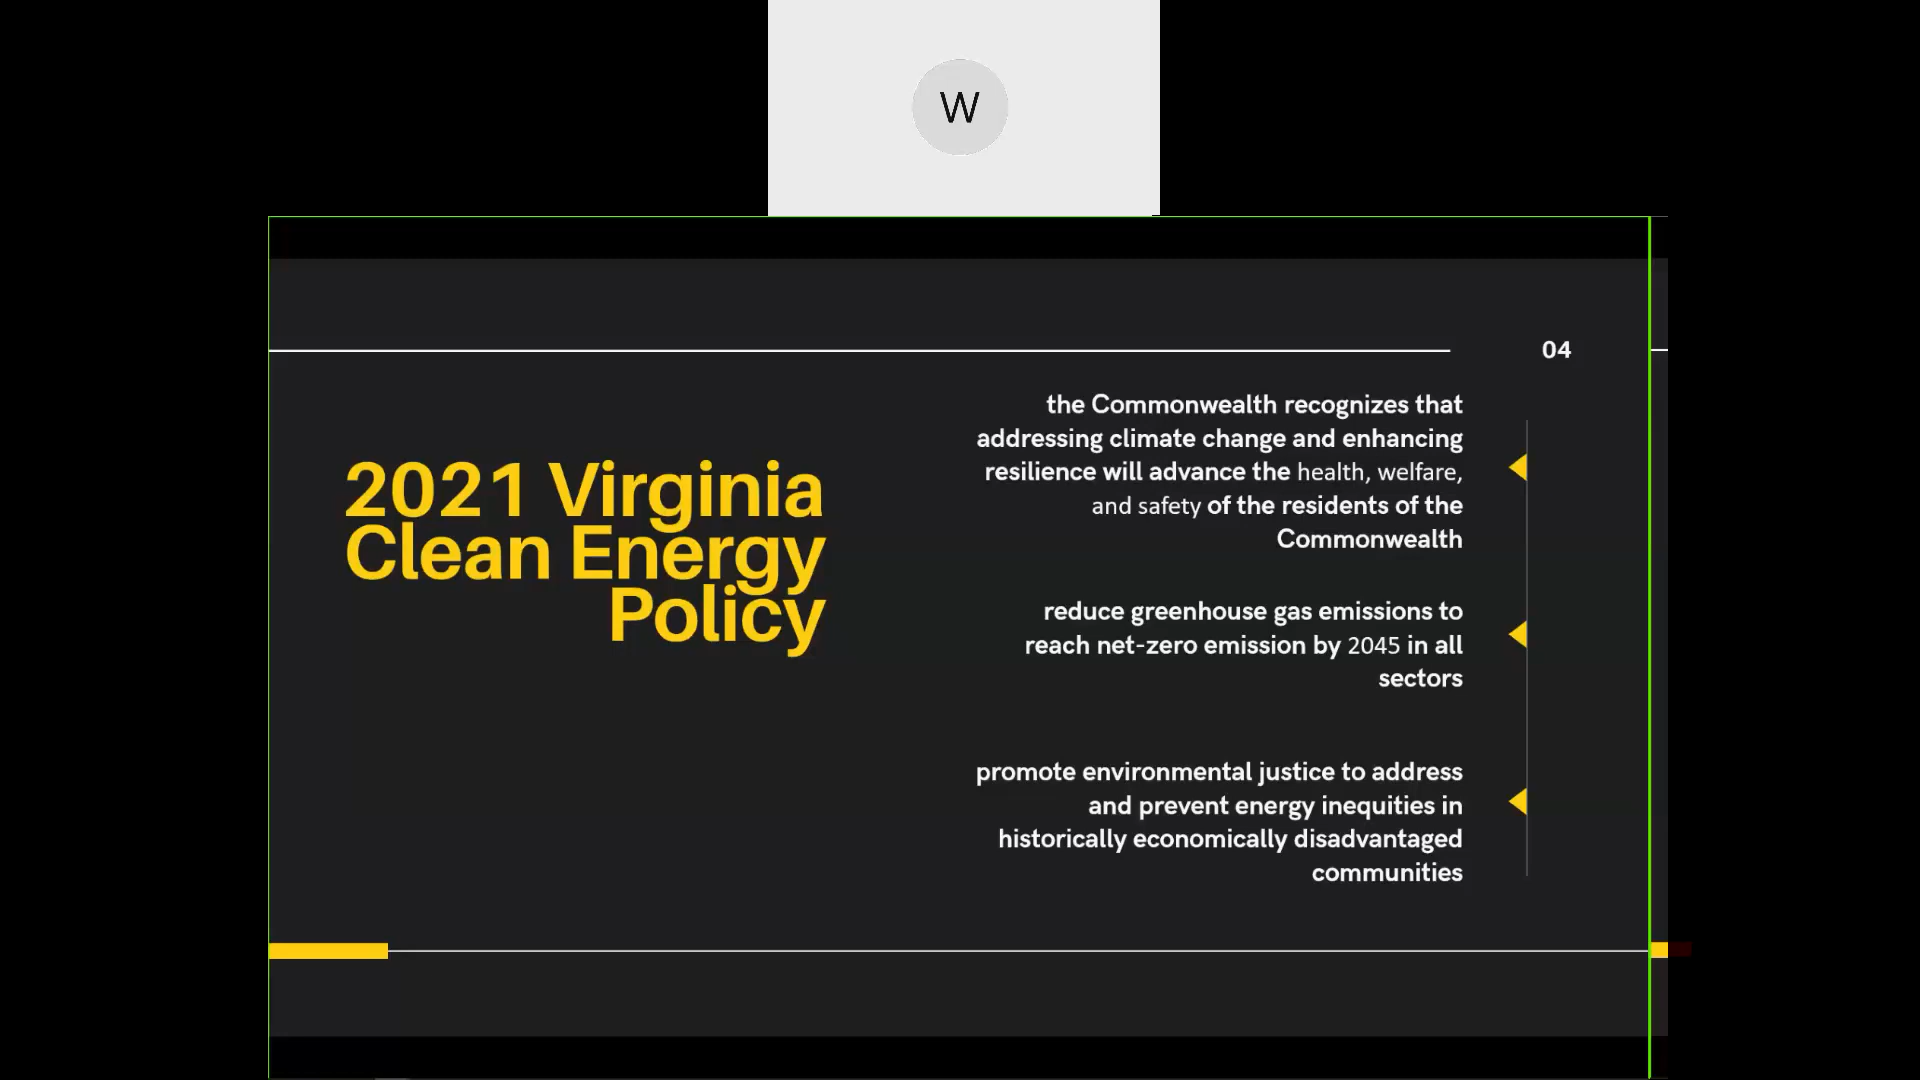 W
04
2021 Virginia
Clean Energy
Policy
the Commonwealth recognizes that
addressing climate change and enhancing
resilience will advance the health, welfare,
and safety of the residents of the
Commonwealth
reduce greenhouse gas emissions to
reach net-zero emission by 2045 in all
sectors
promote environmental justice to address
and prevent energy inequities in
historically economically disadvantaged
communities